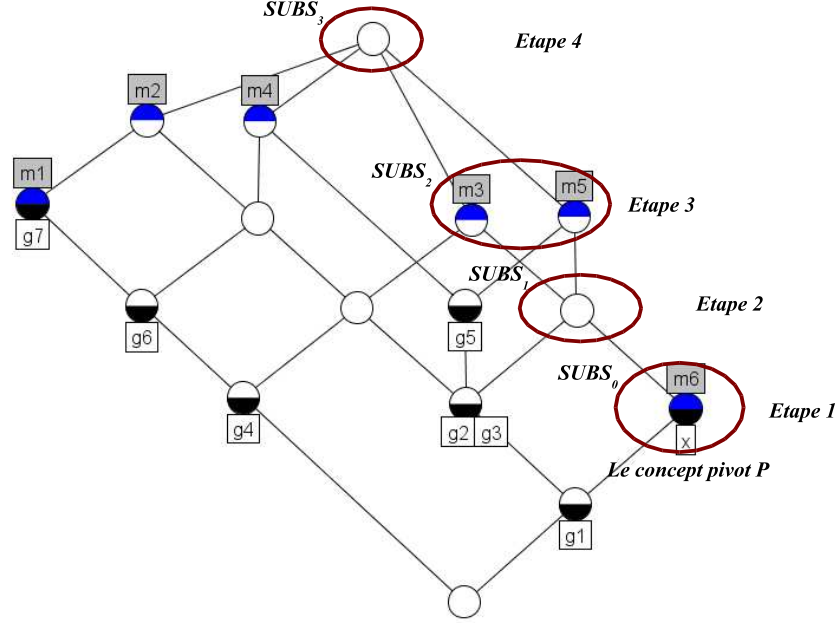 SUBS3
Etape 4
m2
m4
m1
SUBS2
m3
m5
Etape 3
g7
SUBS1
Etape 2
g6
g5
SUBS0
m6
Etape 1
g4
g2 g3
x
Le concept pivot P
g1